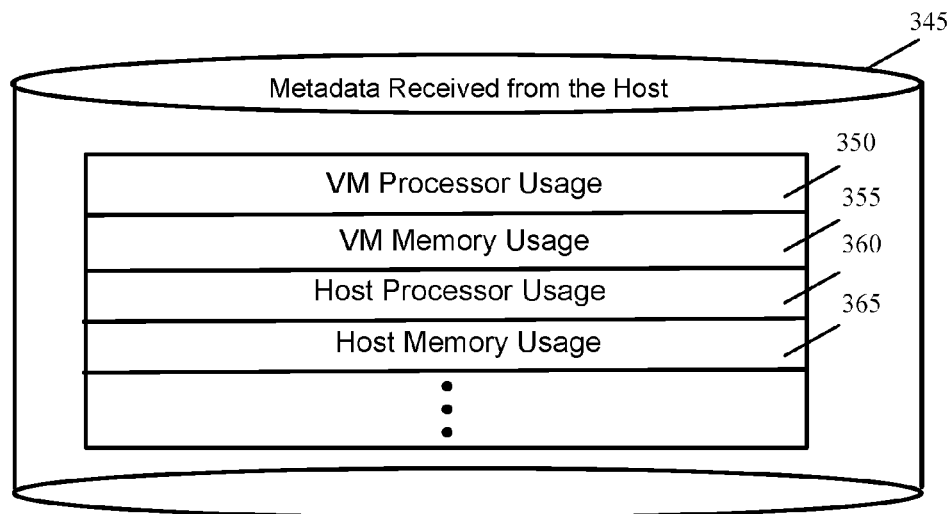 345
Metadada Received from the Host
350
VM Processor Usage
355
VM Memory Usage
360
Host Processor Usage
365
Host Memory Usage